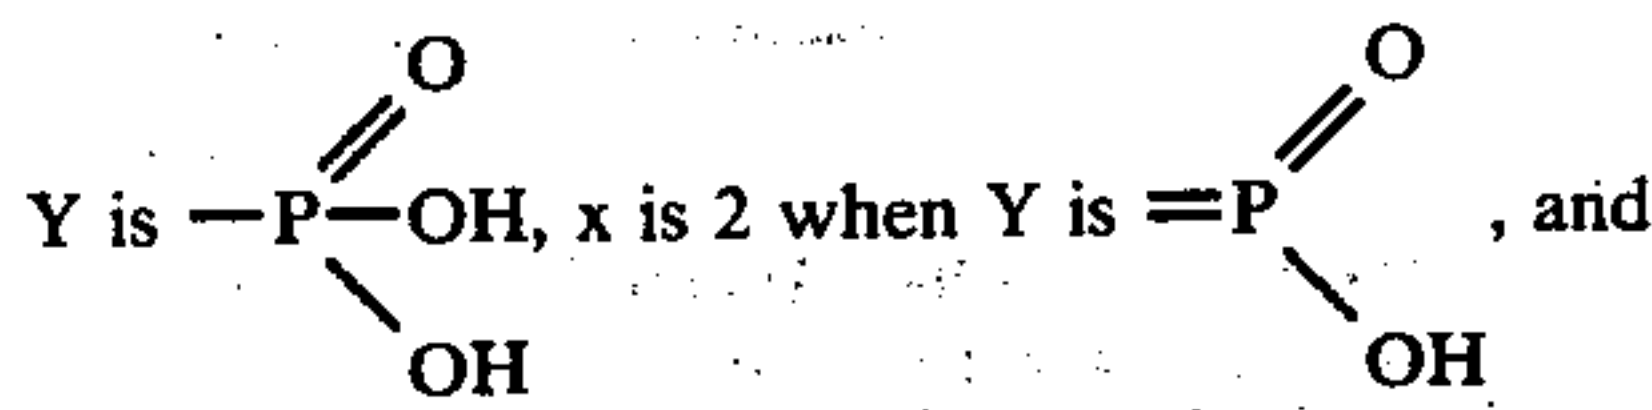 O O
Y is —P—OH, x is 2 when Y is =P , and
OH OH